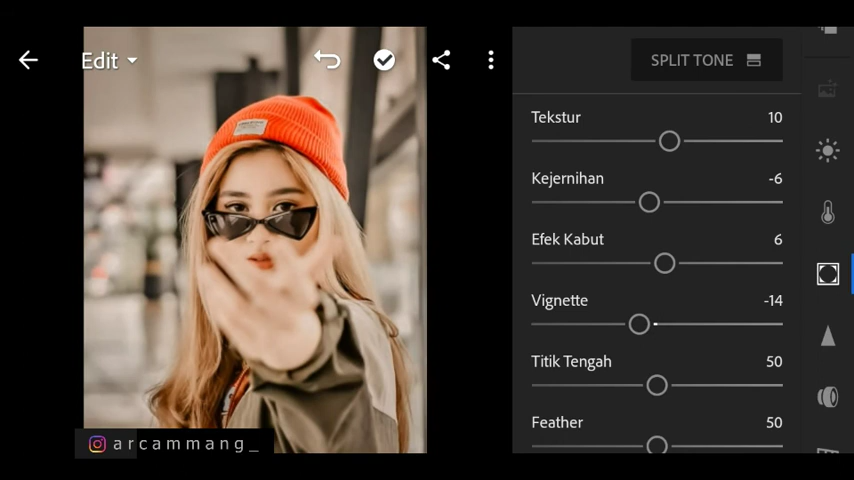 Edit
SPLIT TONE
Tekstur 10
Kejernihan -6
Efek Kabut 6
Vignette -14
Titik Tengah 50
Feather 50
arcammang_